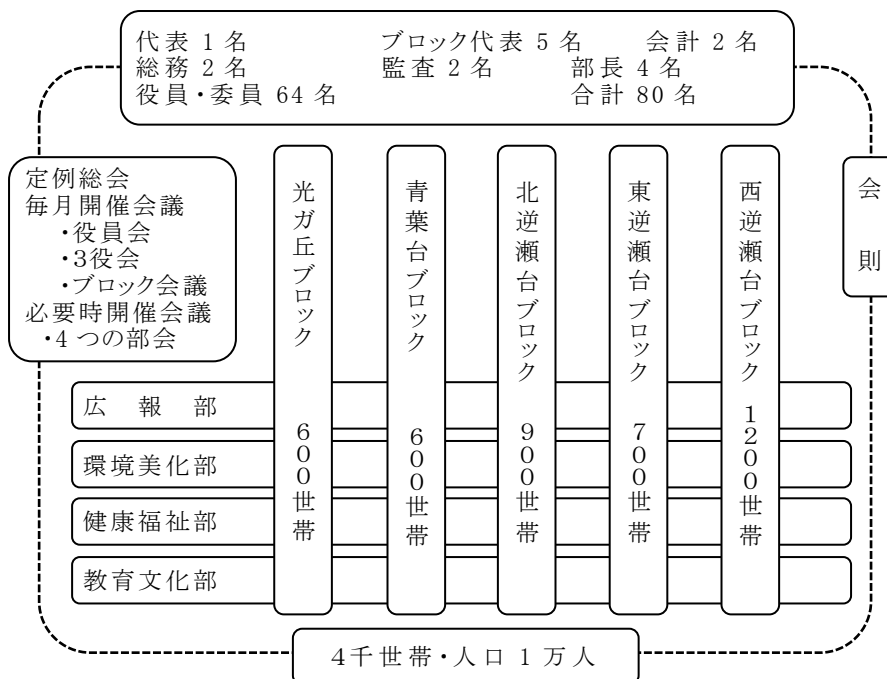 代表 1 名 ブロック代表 5 名 会計 2 名
総務 2 名 監査 2 名 部長 4 名
役員・委員 64 名 合計 80 名
定例総会
毎月開催会議
・役員会
・3役会
・ブロック会議
必要時開催会議
・4 つの部会
光ガ丘ブロック 600世帯
青葉台ブロック 600世帯
北逆瀬台ブロック 900世帯
東逆瀬台ブロック 700世帯
西逆瀬台ブロック 1200世帯
会則
広報部
環境美化部
健康福祉部
教育文化部
4千世帯・人口 1 万人